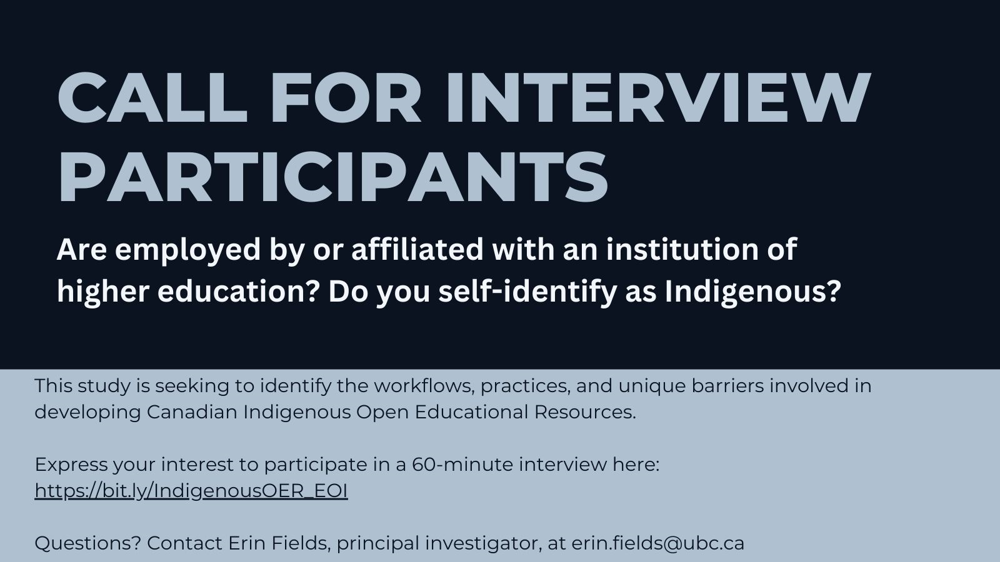 CALL FOR INTERVIEW
PARTICIPANTS
Are employed by or affiliated with an institution of
higher education? Do you self-identify as Indigenous?
This study is seeking to identify the workflows, practices, and unique barriers involved in
developing Canadian Indigenous Open Educational Resources.
Express your interest to participate in a 60-minute interview here:
https://bit.ly/IndigenousOER_EOI
Questions? Contact Erin Fields, principal investigator, at erin.fields@ubc.ca